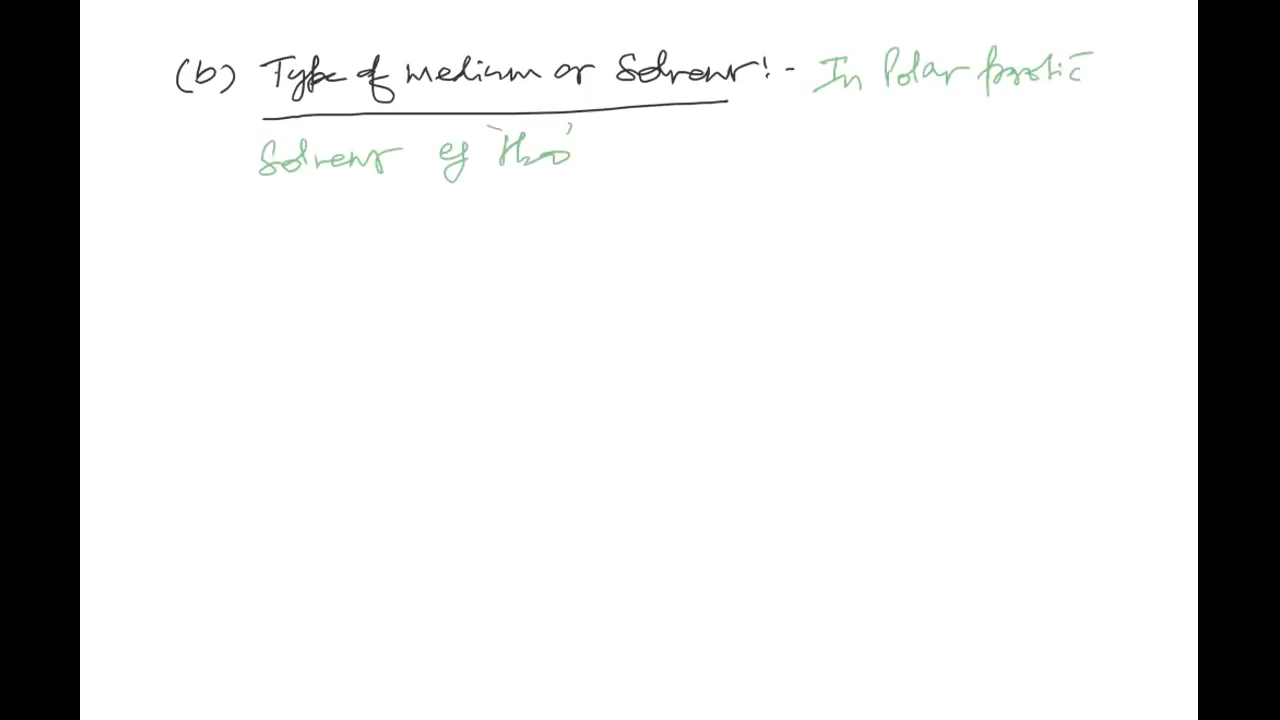 (b) Type of medium or Solvent:- In Polar protic
Solvent eg 'H₂O'